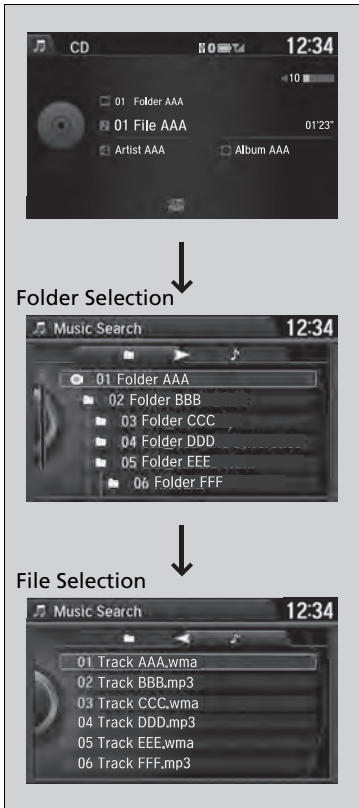 CD 12:34
10
01 Folder AAA
01 File AAA 01'23"
Artist AAA Album AAA
Folder Selection
Music Search 12:34
01 Folder AAA
02 Folder BBB
03 Folder CCC
04 Folder DDD
05 Folder EEE
06 Folder FFF
File Selection
Music Search 12:34
01 Track AAA.wma
02 Track BBB.mp3
03 Track CCC.wma
04 Track DDD.mp3
05 Track EEE.wma
06 Track FFF.mp3